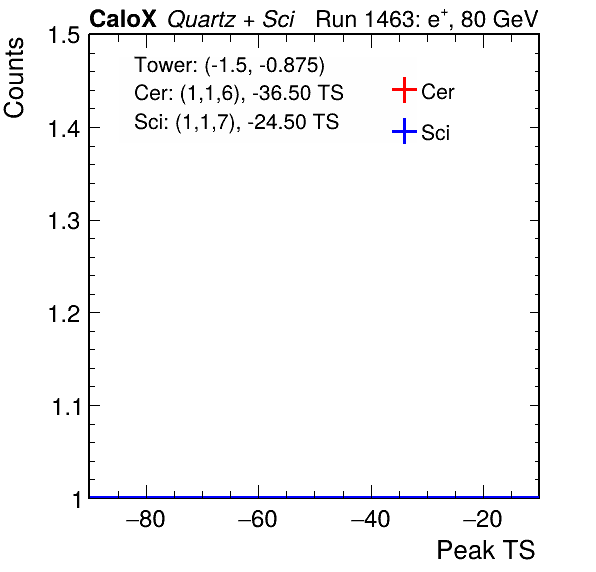 CaloX Quartz + Sci Run 1463: e⁺, 80 GeV
Counts
1.5
1.4
1.3
1.2
1.1
1
Tower: (-1.5, -0.875)
Cer: (1,1,6), -36.50 TS
Sci: (1,1,7), -24.50 TS
Cer
Sci
−80 −60 −40 −20
Peak TS